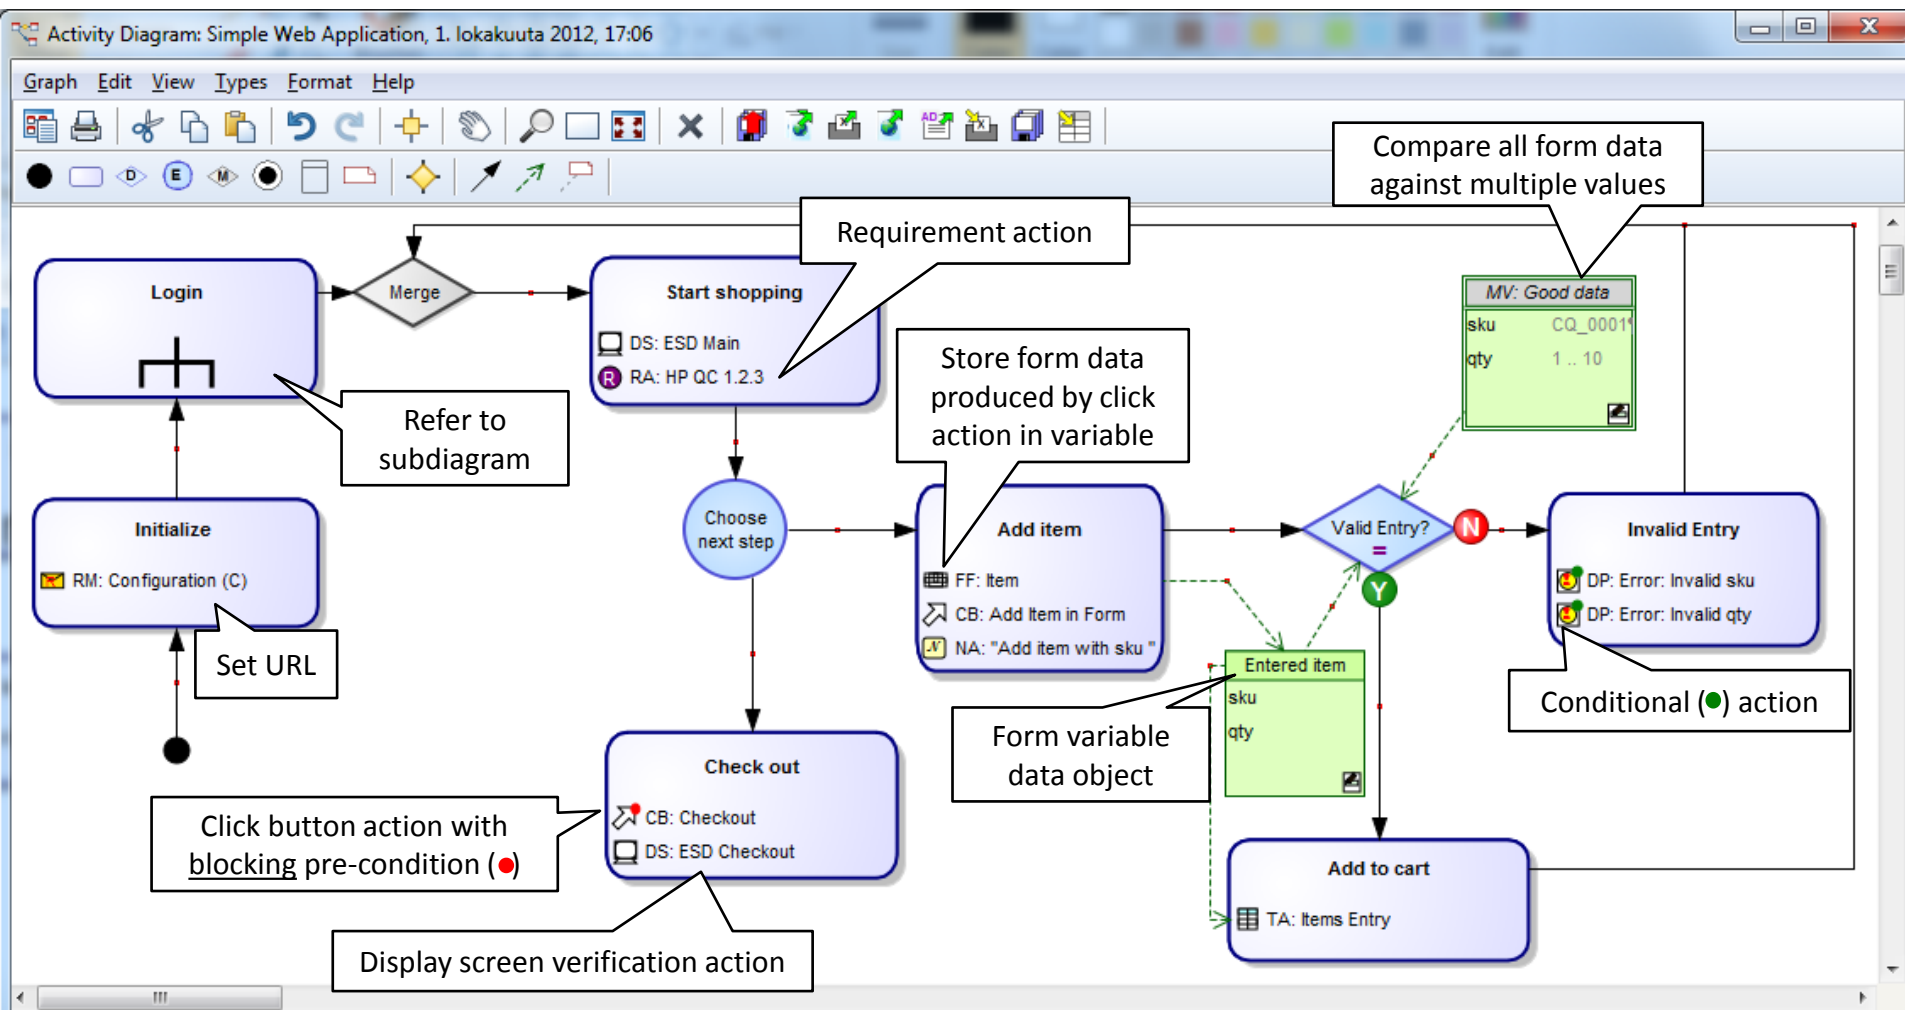 Activity Diagram: Simple Web Application, 1. lokakuuta 2012, 17:06
Graph Edit View Types Format Help
D E M
AD
Compare all form data
against multiple values
Requirement action
Login
Merge
Start shopping
DS: ESD Main
R RA: HP QC 1.2.3
MV: Good data
sku CQ_0001
qty 1 .. 10
Store form data
produced by click
action in variable
Refer to
subdiagram
Initialize
RM: Configuration (C)
Set URL
Choose
next step
Add item
FF: Item
CB: Add Item in Form
N NA: "Add item with sku "
Valid Entry?
=
N
Y
Invalid Entry
DP: Error: Invalid sku
DP: Error: Invalid qty
Conditional (●) action
Entered item
sku
qty
Form variable
data object
Check out
CB: Checkout
DS: ESD Checkout
Click button action with
blocking pre-condition (●)
Display screen verification action
Add to cart
TA: Items Entry